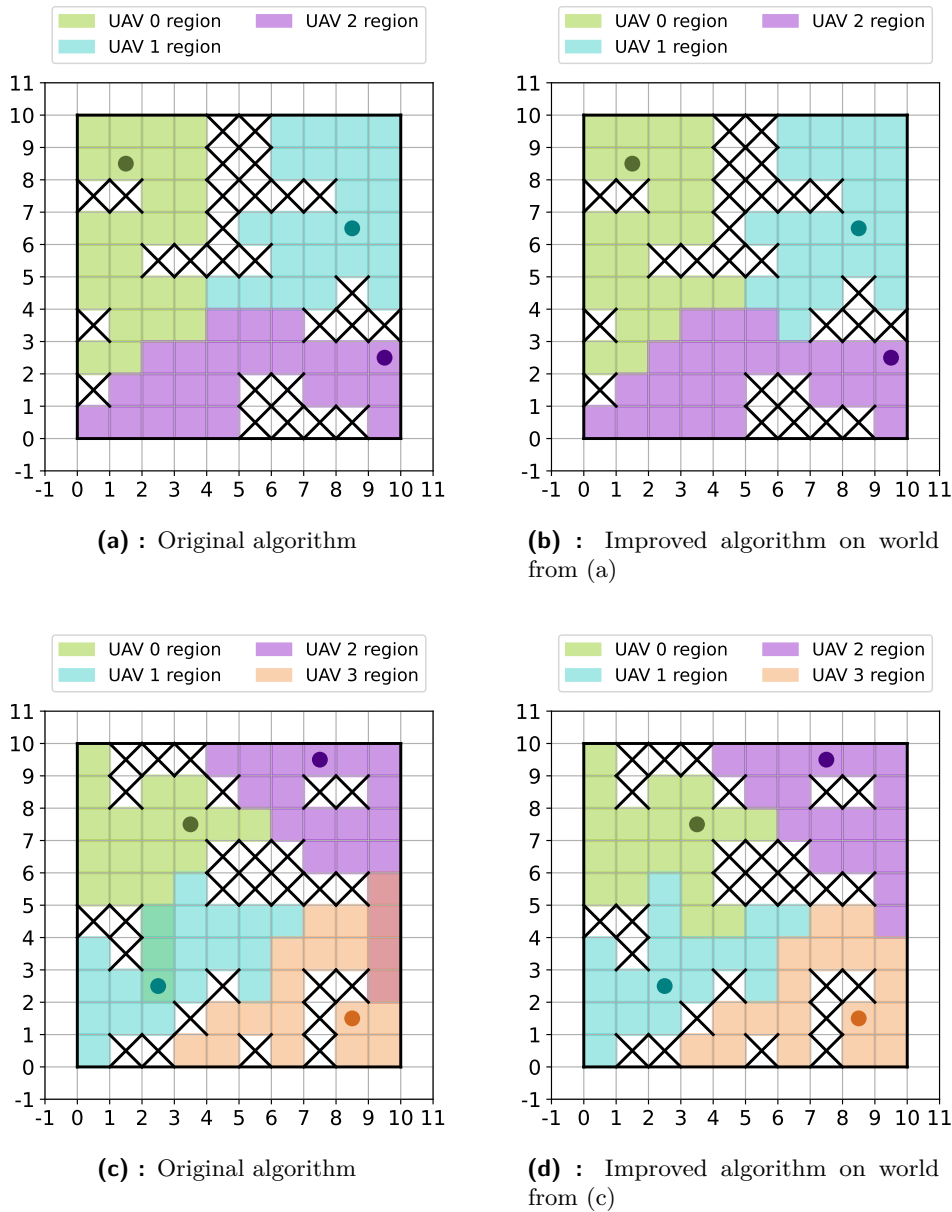 UAV 0 region UAV 2 region
UAV 1 region
11
10
9
8
7
6
5
4
3
2
1
0
-1
-1 0 1 2 3 4 5 6 7 8 9 10 11
(a) : Original algorithm
UAV 0 region UAV 2 region
UAV 1 region
11
10
9
8
7
6
5
4
3
2
1
0
-1
-1 0 1 2 3 4 5 6 7 8 9 10 11
(b) : Improved algorithm on world
from (a)
UAV 0 region UAV 2 region
UAV 1 region UAV 3 region
11
10
9
8
7
6
5
4
3
2
1
0
-1
-1 0 1 2 3 4 5 6 7 8 9 10 11
(c) : Original algorithm
UAV 0 region UAV 2 region
UAV 1 region UAV 3 region
11
10
9
8
7
6
5
4
3
2
1
0
-1
-1 0 1 2 3 4 5 6 7 8 9 10 11
(d) : Improved algorithm on world
from (c)